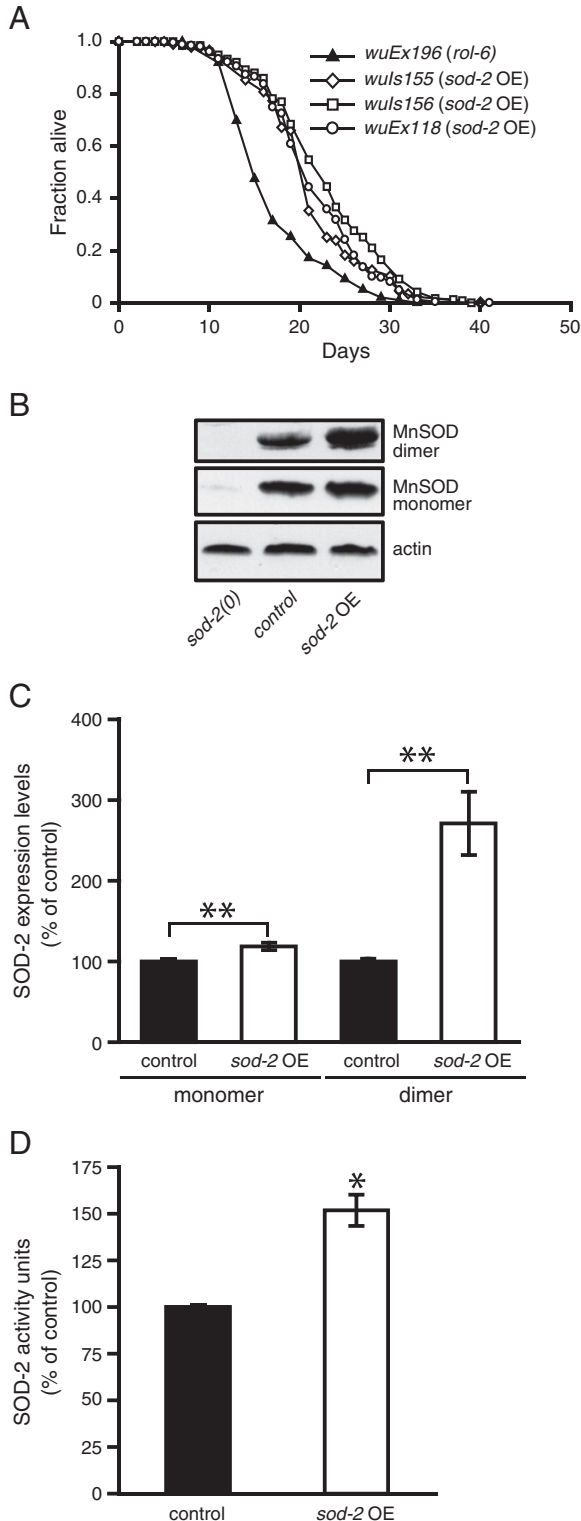 A
1.0
0.8
0.6
0.4
0.2
0
Fraction alive
0 10 20 30 40 50
Days
wuEx196 (rol-6)
wuIs155 (sod-2 OE)
wuIs156 (sod-2 OE)
wuEx118 (sod-2 OE)
B
MnSOD
dimer
MnSOD
monomer
actin
sod-2(0)
control
sod-2 OE
C
400
300
200
100
0
SOD-2 expression levels
(% of control)
**
**
control sod-2 OE control sod-2 OE
monomer dimer
D
175
150
125
100
75
50
25
0
SOD-2 activity units
(% of control)
*
control sod-2 OE